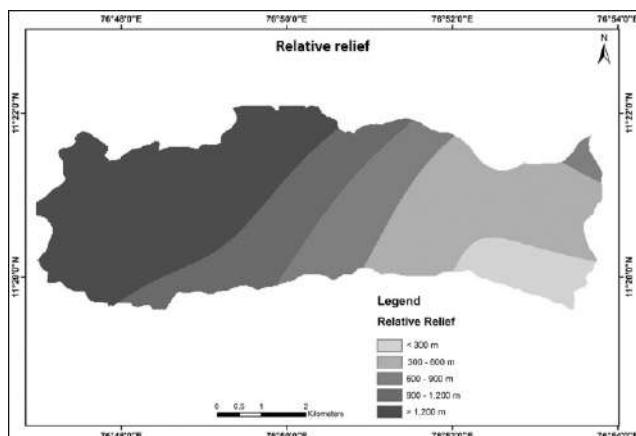 76°48'0"E 76°50'0"E 76°52'0"E 76°54'0"E
Relative relief
N
11°22'0"N 11°22'0"N
11°20'0"N 11°20'0"N
Legend
Relative Relief
< 300 m
300 - 600 m
600 - 900 m
900 - 1,200 m
> 1,200 m
0 0.5 1 2
Kilometers
76°48'0"E 76°50'0"E 76°52'0"E 76°54'0"E